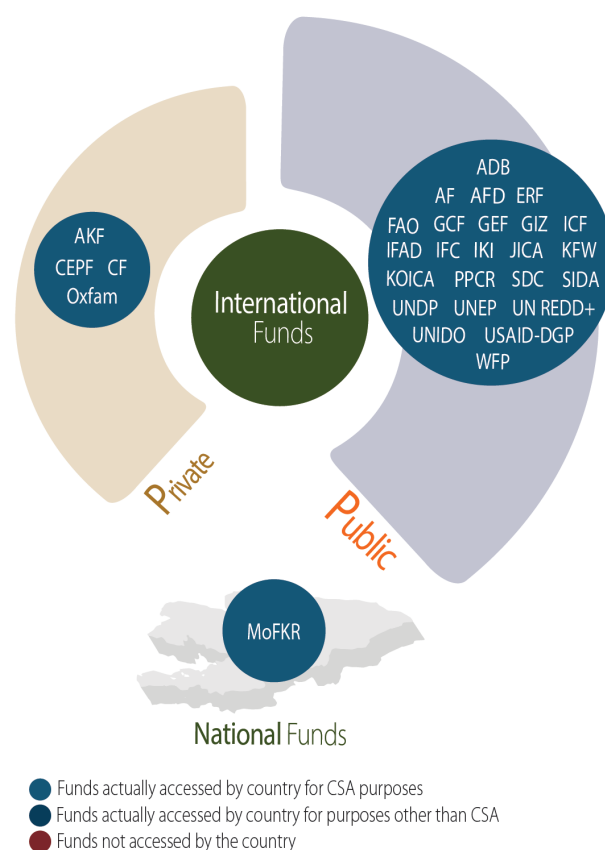 ADB
AF AFD ERF
FAO GCF GEF GIZ ICF
IFAD IFC IKI JICA KFW
KOICA PPCR SDC SIDA
UNDP UNEP UN REDD+
UNIDO USAID-DGP
WFP
AKF
CEPF CF
Oxfam
International
Funds
Private
Public
MoFKR
National Funds
Funds actually accessed by country for CSA purposes
Funds actually accessed by country for purposes other than CSA
Funds not accessed by the country